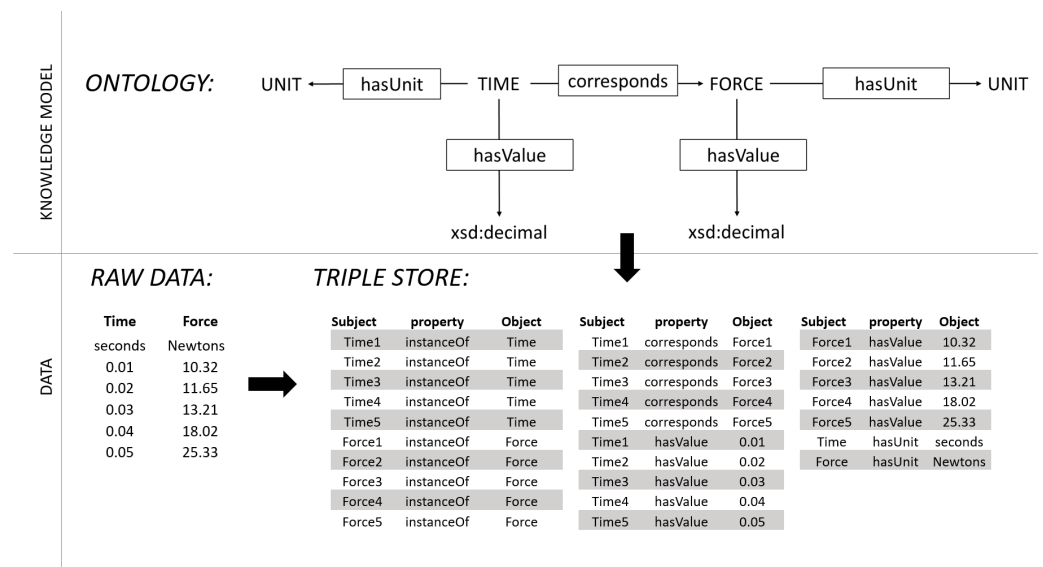 KNOWLEDGE MODEL
ONTOLOGY:
UNIT hasUnit TIME corresponds FORCE hasUnit UNIT
hasValue hasValue
xsd:decimal xsd:decimal
DATA
RAW DATA:
Time Force
seconds Newtons
0.01 10.32
0.02 11.65
0.03 13.21
0.04 18.02
0.05 25.33
TRIPLE STORE:
Subject property Object
Time1 instanceOf Time
Time2 instanceOf Time
Time3 instanceOf Time
Time4 instanceOf Time
Time5 instanceOf Time
Force1 instanceOf Force
Force2 instanceOf Force
Force3 instanceOf Force
Force4 instanceOf Force
Force5 instanceOf Force
Subject property Object
Time1 corresponds Force1
Time2 corresponds Force2
Time3 corresponds Force3
Time4 corresponds Force4
Time5 corresponds Force5
Time1 hasValue 0.01
Time2 hasValue 0.02
Time3 hasValue 0.03
Time4 hasValue 0.04
Time5 hasValue 0.05
Subject property Object
Force1 hasValue 10.32
Force2 hasValue 11.65
Force3 hasValue 13.21
Force4 hasValue 18.02
Force5 hasValue 25.33
Time hasUnit seconds
Force hasUnit Newtons